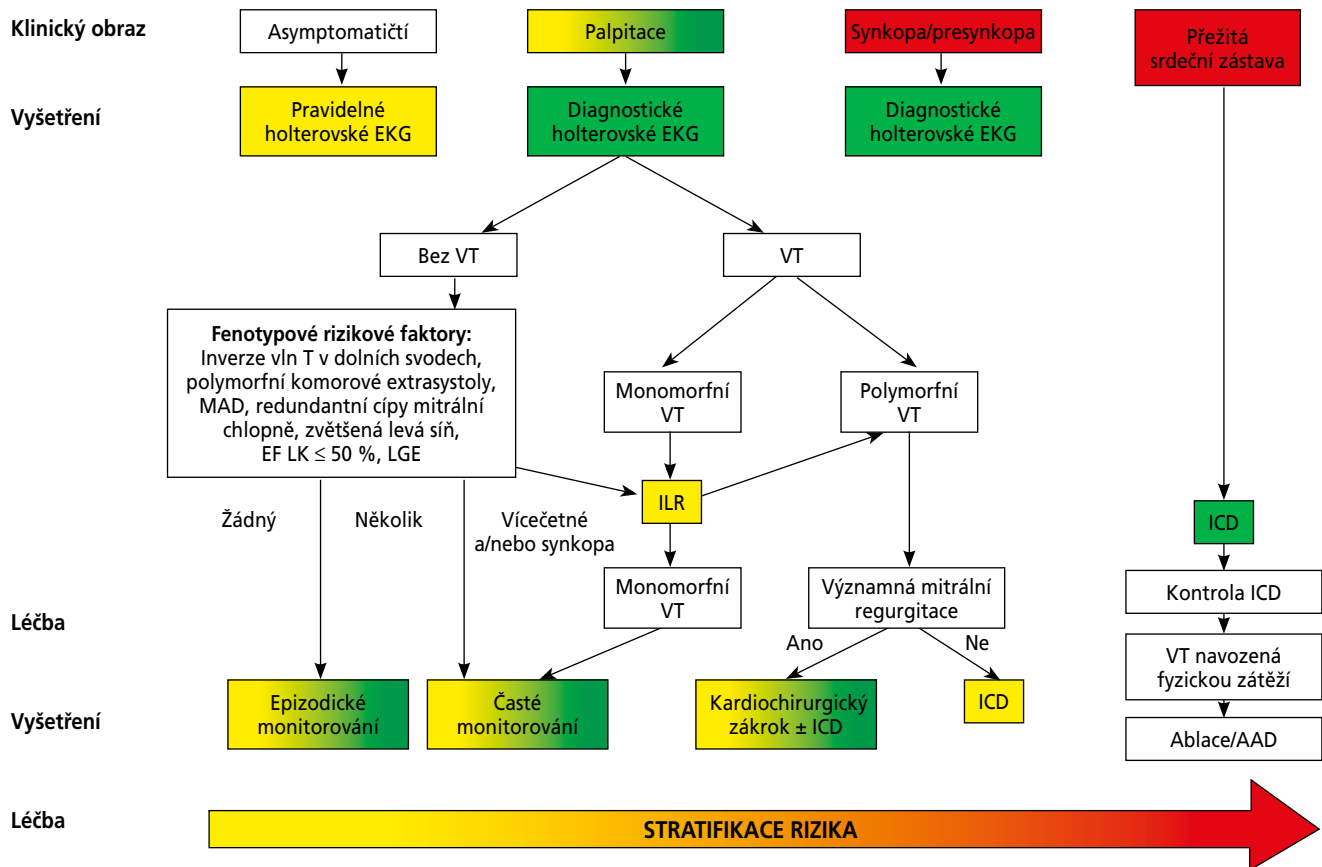 Klinický obraz
Asymptomatičtí
Palpitace
Synkopa/presynkopa
Přežitá
srdeční zástava
Vyšetření
Pravidelné
holterovské EKG
Diagnostické
holterovské EKG
Diagnostické
holterovské EKG
Bez VT
VT
Fenotypové rizikové faktory:
Inverze vln T v dolních svodech,
polymorfní komorové extrasystoly,
MAD, redundantní cípy mitrální
chlopně, zvětšená levá síň,
EF LK ≤ 50 %, LGE
Monomorfní
VT
Polymorfní
VT
ILR
ICD
Žádný
Několik
Vícečetné
a/nebo synkopa
Monomorfní
VT
Významná mitrální
regurgitace
Kontrola ICD
Léčba
Ano
Ne
VT navozená
fyzickou zátěží
Vyšetření
Epizodické
monitorování
Časté
monitorování
Kardiochirurgický
zákrok ± ICD
ICD
Ablace/AAD
Léčba
STRATIFIKACE RIZIKA